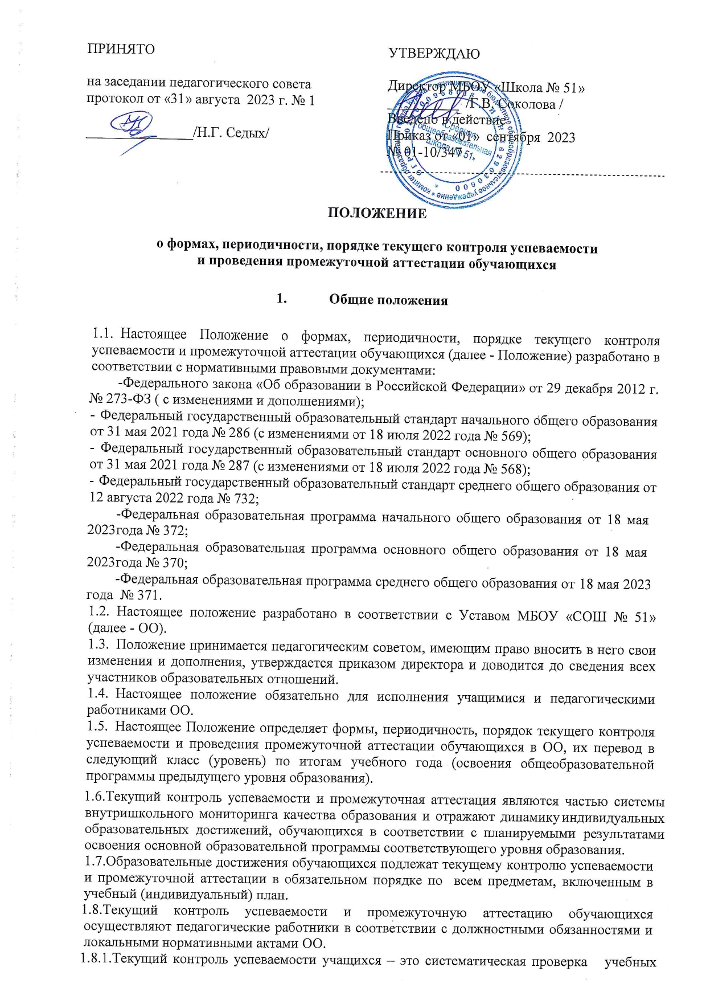 ПРИНЯТО
на заседании педагогического совета
протокол от «31» августа 2023 г. № 1
_______________/Н.Г. Седых/
УТВЕРЖДАЮ
Директор МБОУ «Школа № 51»
__________ /Г.В. Соколова /
Введено в действие
Приказ от «01» сентября 2023
№ 01-10/347
«Средняя
общеобразовательная
школа № 51»
ПОЛОЖЕНИЕ
о формах, периодичности, порядке текущего контроля успеваемости
и проведения промежуточной аттестации обучающихся
1. Общие положения
1.1. Настоящее Положение о формах, периодичности, порядке текущего контроля
успеваемости и промежуточной аттестации обучающихся (далее - Положение) разработано в
соответствии с нормативными правовыми документами:
-Федерального закона «Об образовании в Российской Федерации» от 29 декабря 2012 г.
№ 273-ФЗ ( с изменениями и дополнениями);
- Федеральный государственный образовательный стандарт начального общего образования
от 31 мая 2021 года № 286 (с изменениями от 18 июля 2022 года № 569);
- Федеральный государственный образовательный стандарт основного общего образования
от 31 мая 2021 года № 287 (с изменениями от 18 июля 2022 года № 568);
- Федеральный государственный образовательный стандарт среднего общего образования от
12 августа 2022 года № 732;
-Федеральная образовательная программа начального общего образования от 18 мая
2023года № 372;
-Федеральная образовательная программа основного общего образования от 18 мая
2023года № 370;
-Федеральная образовательная программа среднего общего образования от 18 мая 2023
года № 371.
1.2. Настоящее положение разработано в соответствии с Уставом МБОУ «СОШ № 51»
(далее - ОО).
1.3. Положение принимается педагогическим советом, имеющим право вносить в него свои
изменения и дополнения, утверждается приказом директора и доводится до сведения всех
участников образовательных отношений.
1.4. Настоящее положение обязательно для исполнения учащимися и педагогическими
работниками ОО.
1.5. Настоящее Положение определяет формы, периодичность, порядок текущего контроля
успеваемости и проведения промежуточной аттестации обучающихся в ОО, их перевод в
следующий класс (уровень) по итогам учебного года (освоения общеобразовательной
программы предыдущего уровня образования).
1.6.Текущий контроль успеваемости и промежуточная аттестация являются частью системы
внутришкольного мониторинга качества образования и отражают динамику индивидуальных
образовательных достижений, обучающихся в соответствии с планируемыми результатами
освоения основной образовательной программы соответствующего уровня образования.
1.7.Образовательные достижения обучающихся подлежат текущему контролю успеваемости
и промежуточной аттестации в обязательном порядке по всем предметам, включенным в
учебный (индивидуальный) план.
1.8.Текущий контроль успеваемости и промежуточную аттестацию обучающихся
осуществляют педагогические работники в соответствии с должностными обязанностями и
локальными нормативными актами ОО.
1.8.1.Текущий контроль успеваемости учащихся – это систематическая проверка учебных